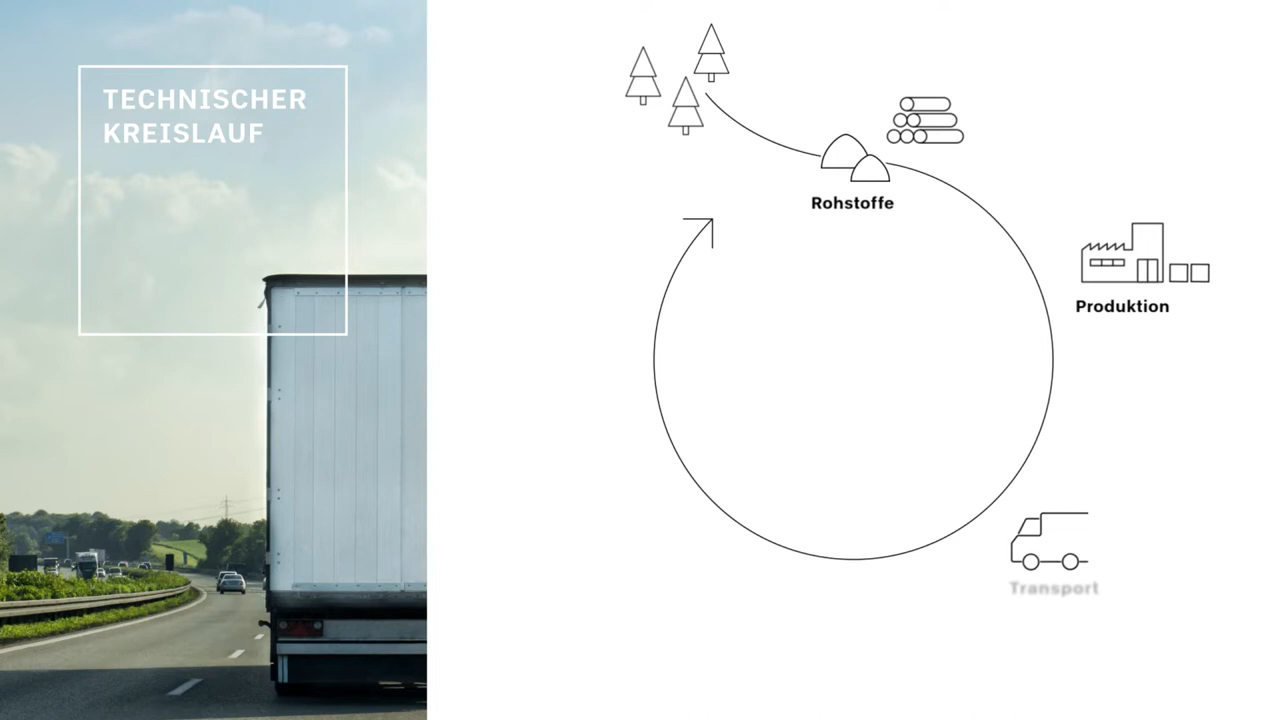 TECHNISCHER
KREISLAUF
Rohstoffe
Produktion
Transport